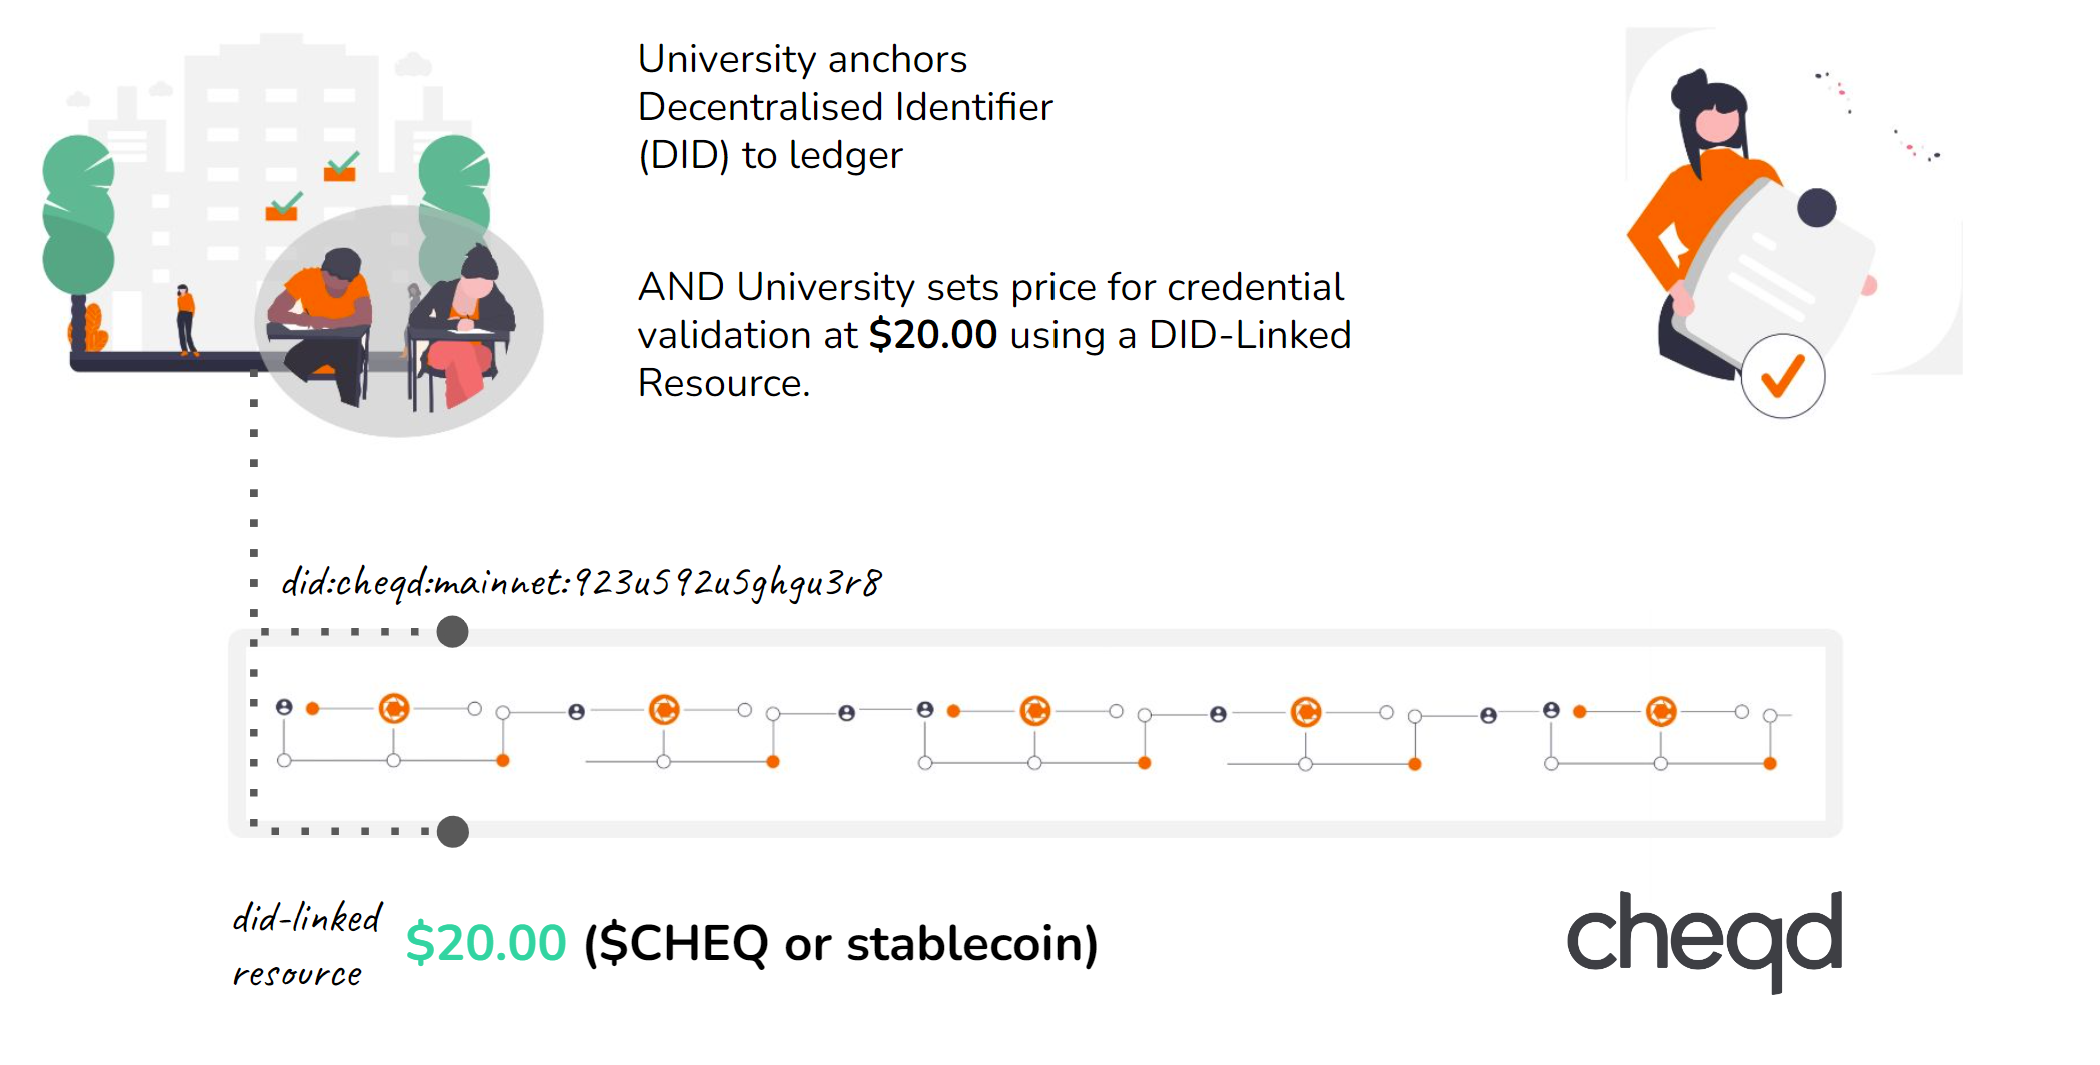 University anchors
Decentralised Identifier
(DID) to ledger
AND University sets price for credential
validation at $20.00 using a DID-Linked
Resource.
did:cheqd:mainnet:923u592u5ghgu3r8
did-linked
resource
$20.00 ($CHEQ or stablecoin)
cheqd